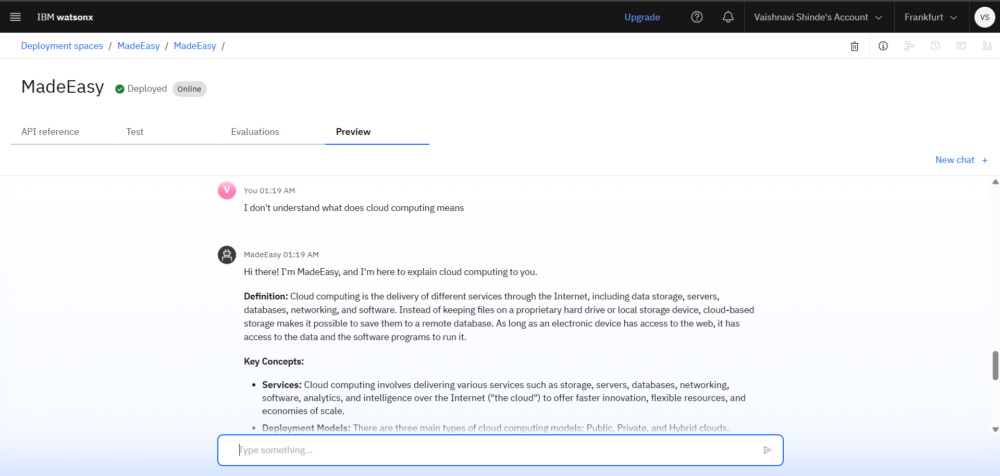 IBM watsonx
Upgrade
Vaishnavi Shinde's Account
Frankfurt
VS
Deployment spaces / MadeEasy / MadeEasy /
MadeEasy
Deployed
Online
API reference
Test
Evaluations
Preview
New chat +
V
You 01:19 AM
I don't understand what does cloud computing means
MadeEasy 01:19 AM
Hi there! I'm MadeEasy, and I'm here to explain cloud computing to you.
Definition: Cloud computing is the delivery of different services through the Internet, including data storage, servers,
databases, networking, and software. Instead of keeping files on a proprietary hard drive or local storage device, cloud-based
storage makes it possible to save them to a remote database. As long as an electronic device has access to the web, it has
access to the data and the software programs to run it.
Key Concepts:
• Services: Cloud computing involves delivering various services such as storage, servers, databases, networking,
software, analytics, and intelligence over the Internet ("the cloud") to offer faster innovation, flexible resources, and
economies of scale.
• Deployment Models: There are three main types of cloud computing models: Public, Private, and Hybrid clouds.
Type something...